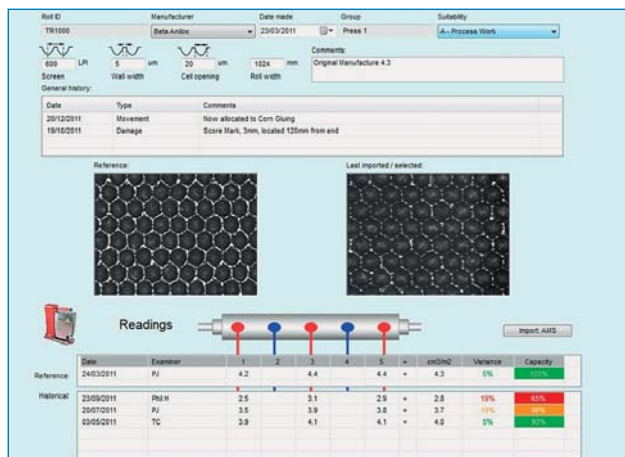 Roll ID Manufacturer Date made Group Suitability
TR1000 Beta Anilox 23/03/2011 Press 1 A - Process Work
Comments:
600 LPI 5 um 20 um 1024 mm Original Manufacture 4.3
Screen Wall width Cell opening Roll width
General history:
Date Type Comments
20/12/2011 Movement Now allocated to Corn Gluing
19/10/2011 Damage Score Mark, 3mm, located 120mm from end
Reference: Last imported / selected:
Readings Import AMS
Date Examiner 1 2 3 4 5 = cm3/m2 Variance Capacity
Reference: 24/03/2011 PJ 4.2 4.4 4.4 = 4.3 5% 102%
Historical:
23/09/2011 Phil H 2.5 3.1 2.9 = 2.8 19% 65%
20/07/2011 PJ 3.5 3.9 3.8 = 3.7 10%
03/05/2011 TC 3.9 4.1 4.1 = 4.0 5% 93%